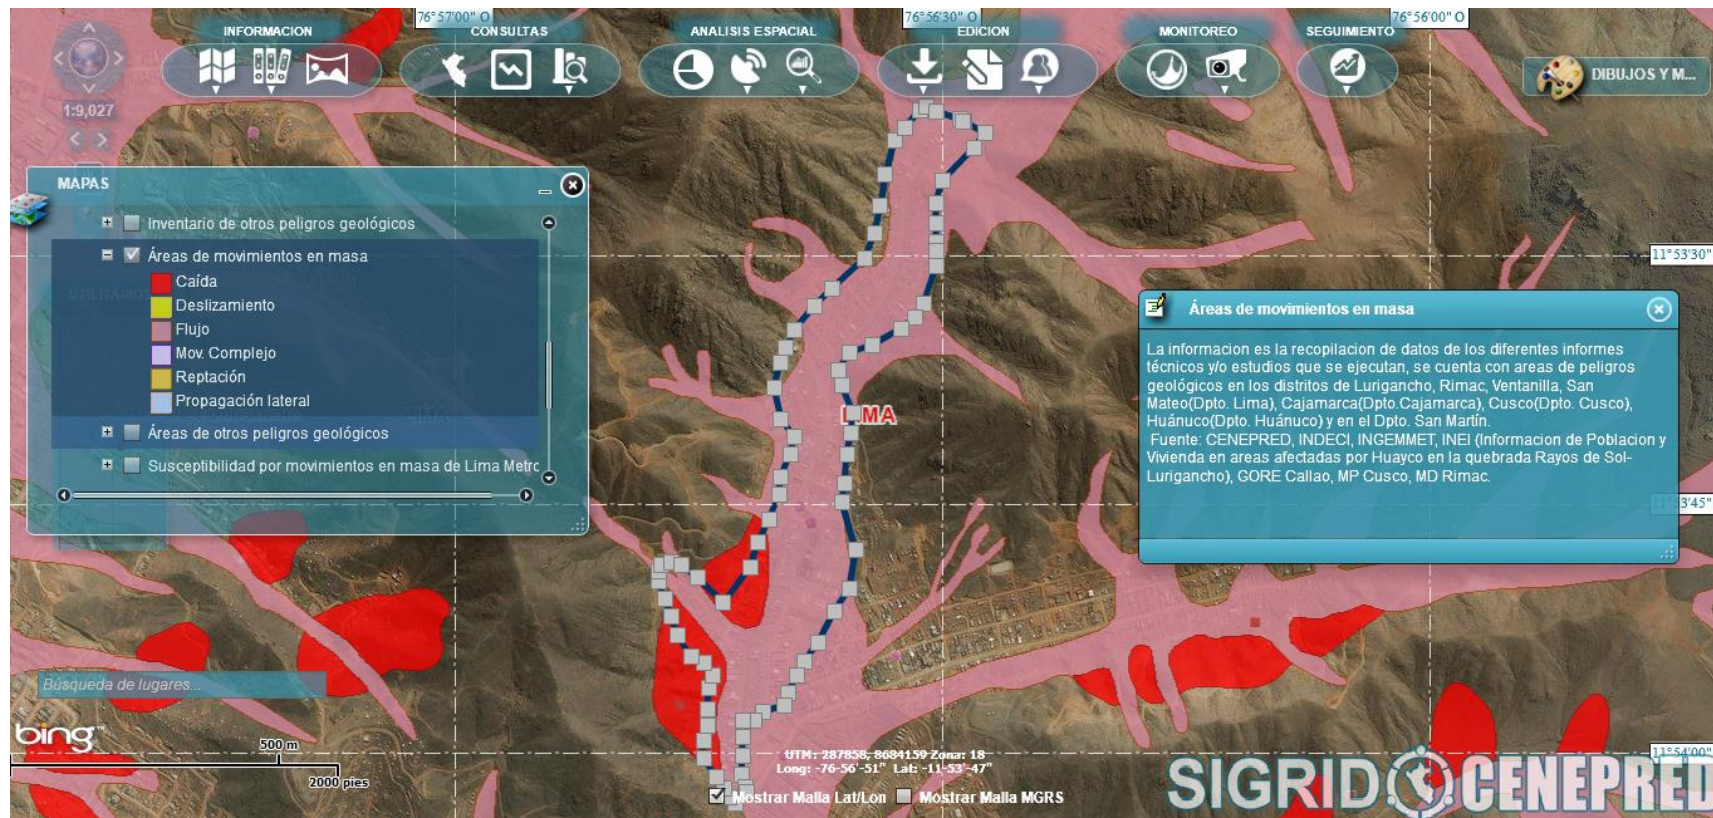 76°57'00" O
76°56'30" O
76°56'00" O
INFORMACION
CONSULTAS
ANALISIS ESPACIAL
EDICION
MONITOREO
SEGUIMIENTO
DIBUJOS Y M...
1:9,027
MAPAS
Inventario de otros peligros geológicos
Áreas de movimientos en masa
Caída
Deslizamiento
Flujo
Mov. Complejo
Reptación
Propagación lateral
Áreas de otros peligros geológicos
Susceptibilidad por movimientos en masa de Lima Metrc
11°53'30"
Áreas de movimientos en masa
La informacion es la recopilacion de datos de los diferentes informes
técnicos y/o estudios que se ejecutan, se cuenta con areas de peligros
geológicos en los distritos de Lurigancho, Rimac, Ventanilla, San
Mateo(Dpto. Lima), Cajamarca(Dpto.Cajamarca), Cusco(Dpto. Cusco),
Huánuco(Dpto. Huánuco) y en el Dpto. San Martín.
Fuente: CENEPRED, INDECI, INGEMMET, INEI (Informacion de Poblacion y
Vivienda en areas afectadas por Huayco en la quebrada Rayos de Sol-
Lurigancho), GORE Callao, MP Cusco, MD Rimac.
LIMA
3'45"
Búsqueda de lugares...
bing
500 m
2000 pies
UTM: 287858, 8684159 Zona: 18
Long: -76-56'-51" Lat: -11-53'-47"
Mostrar Malla Lat/Lon
Mostrar Malla MGRS
11°54'00"
SIGRID CENEPRED